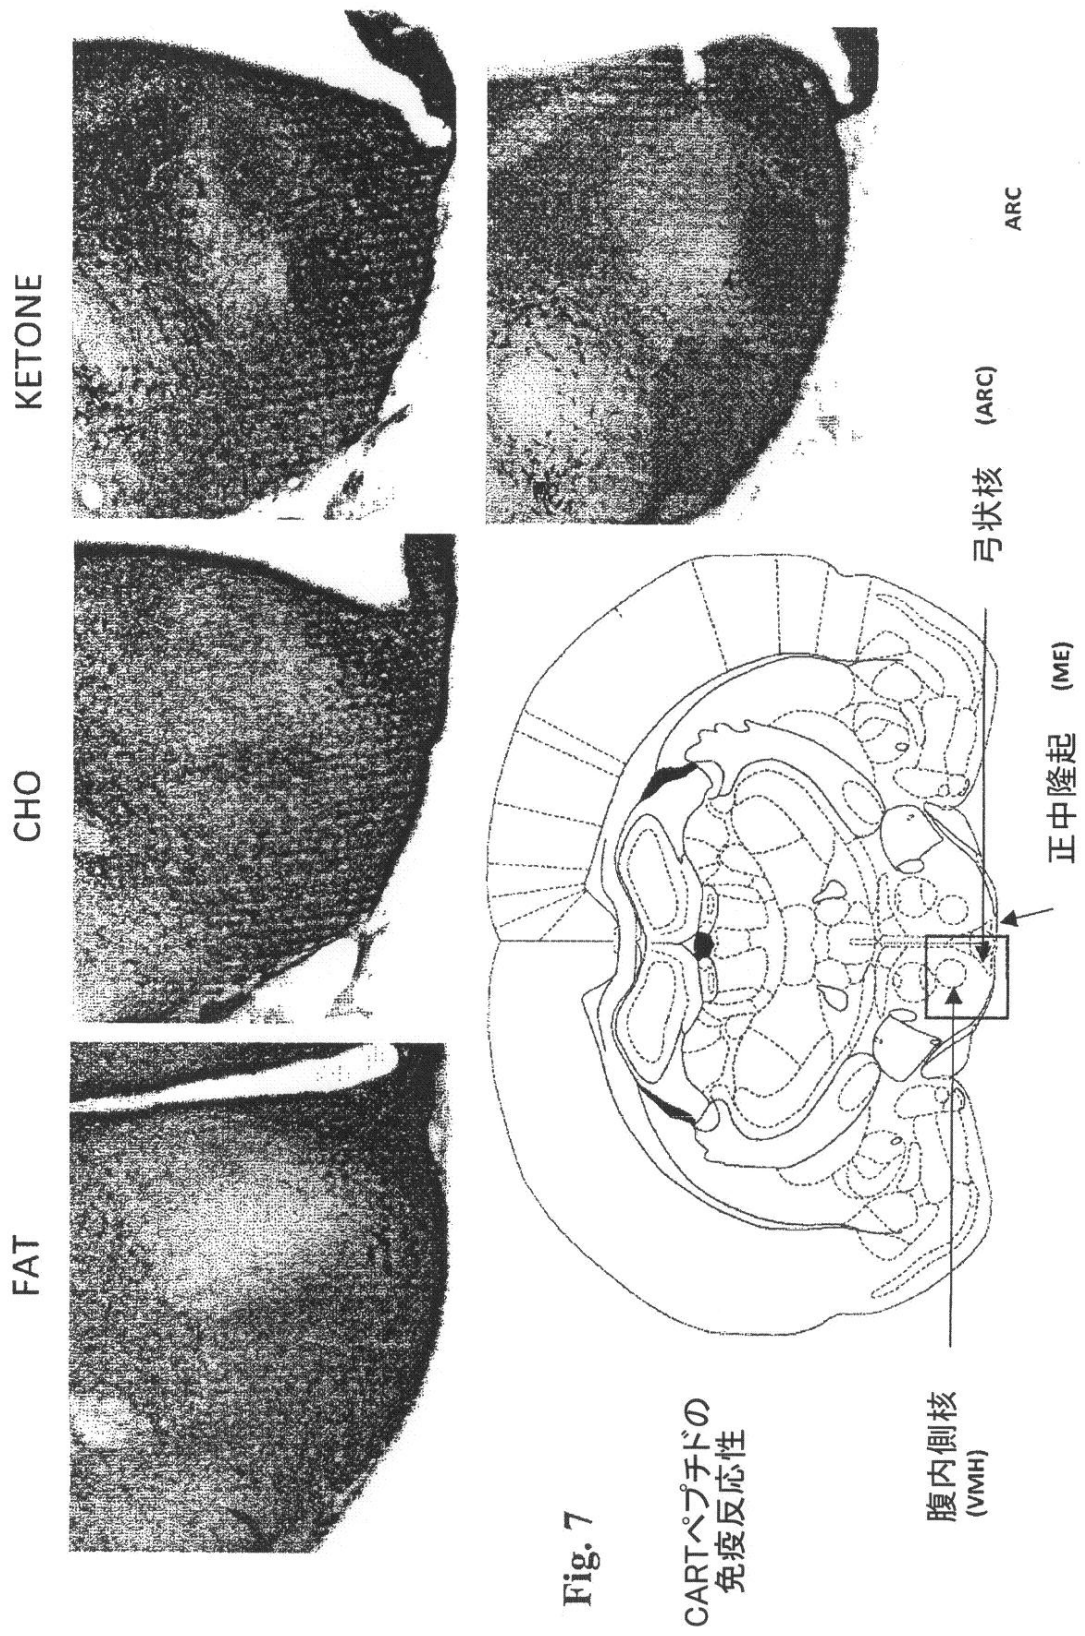 FAT
CHO
KETONE
Fig. 7
CARTペプチドの
免疫反応性
腹内側核
(VMH)
弓状核 (ARC)
正中隆起 (ME)
ARC